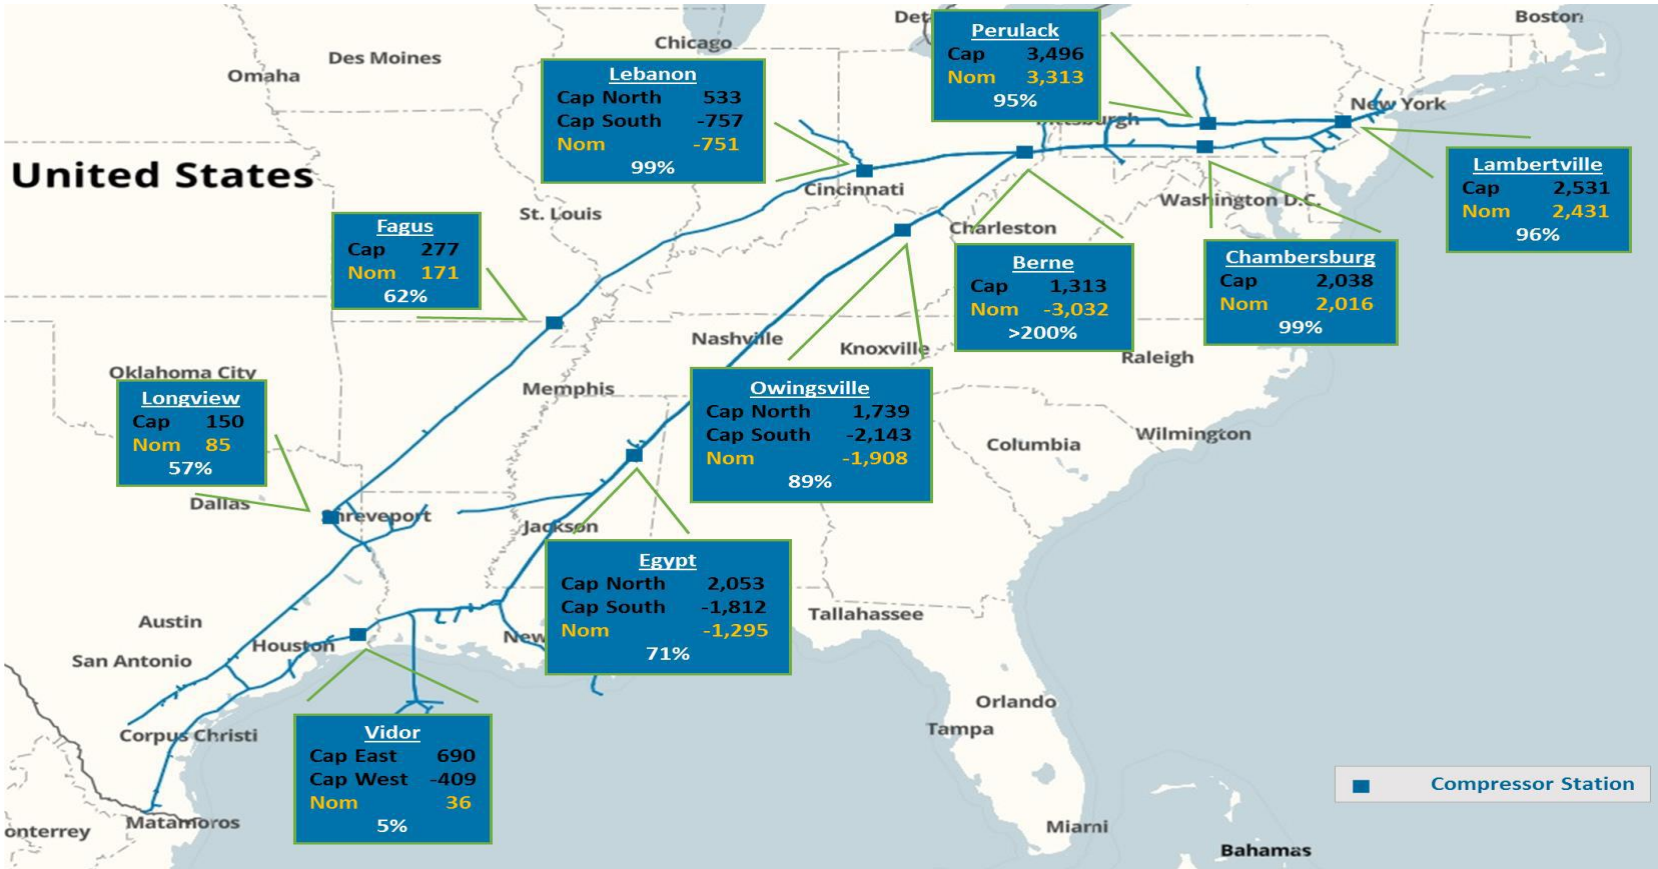 Chicago
Boston
Det
Des Moines
Omaha
Perulack
Cap 3,496
Nom 3,313
95%
Lebanon
Cap North 533
Cap South -757
Nom -751
99%
New York
United States
Cincinnati
St. Louis
Charleston
Washington D.C.
Lambertville
Cap 2,531
Nom 2,431
96%
Fagus
Cap 277
Nom 171
62%
Berne
Cap 1,313
Nom -3,032
>200%
Chambersburg
Cap 2,038
Nom 2,016
99%
Nashville
Knoxville
Raleigh
Oklahoma City
Memphis
Longview
Cap 150
Nom 85
57%
Owingsville
Cap North 1,739
Cap South -2,143
Nom -1,908
89%
Columbia
Wilmington
Dallas
hreveport
Jackson
Egypt
Cap North 2,053
Cap South -1,812
Nom -1,295
71%
Austin
Tallahassee
San Antonio
Houston
New
Orlando
Tampa
Corpus Christi
Vidor
Cap East 690
Cap West -409
Nom 36
5%
Compressor Station
onterrey
Matamoros
Miami
Bahamas